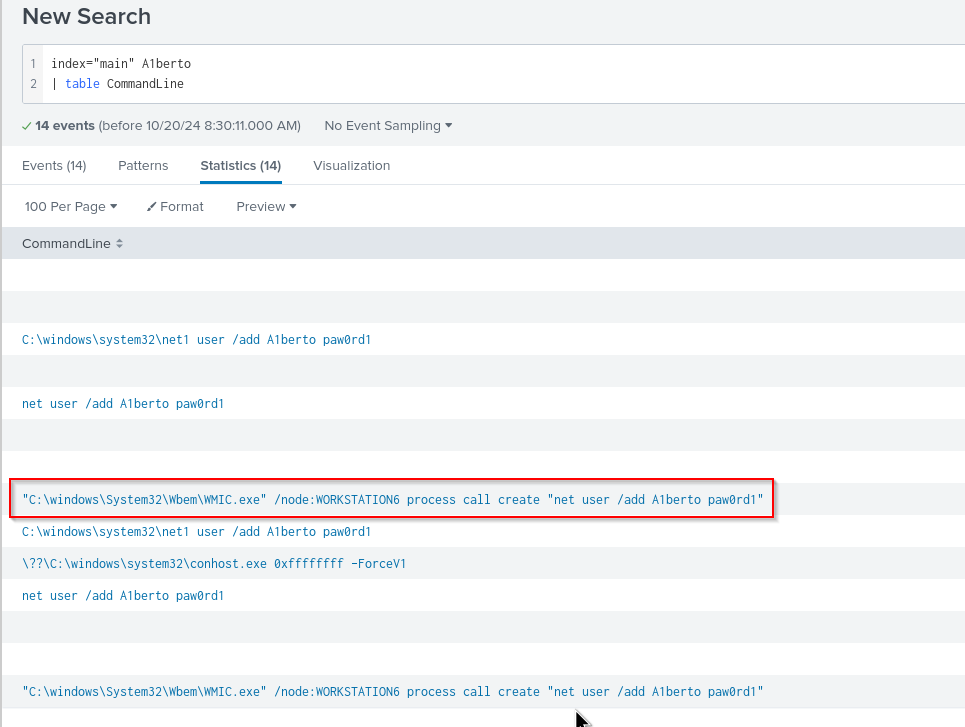 New Search
1 index="main" A1berto
2 | table CommandLine
14 events (before 10/20/24 8:30:11.000 AM) No Event Sampling
Events (14) Patterns Statistics (14) Visualization
100 Per Page Format Preview
CommandLine
C:\windows\system32\net1 user /add A1berto paw0rd1
net user /add A1berto paw0rd1
"C:\windows\System32\Wbem\WMIC.exe" /node:WORKSTATION6 process call create "net user /add A1berto paw0rd1"
C:\windows\system32\net1 user /add A1berto paw0rd1
\??\C:\windows\system32\conhost.exe 0xffffffff -ForceV1
net user /add A1berto paw0rd1
"C:\windows\System32\Wbem\WMIC.exe" /node:WORKSTATION6 process call create "net user /add A1berto paw0rd1"